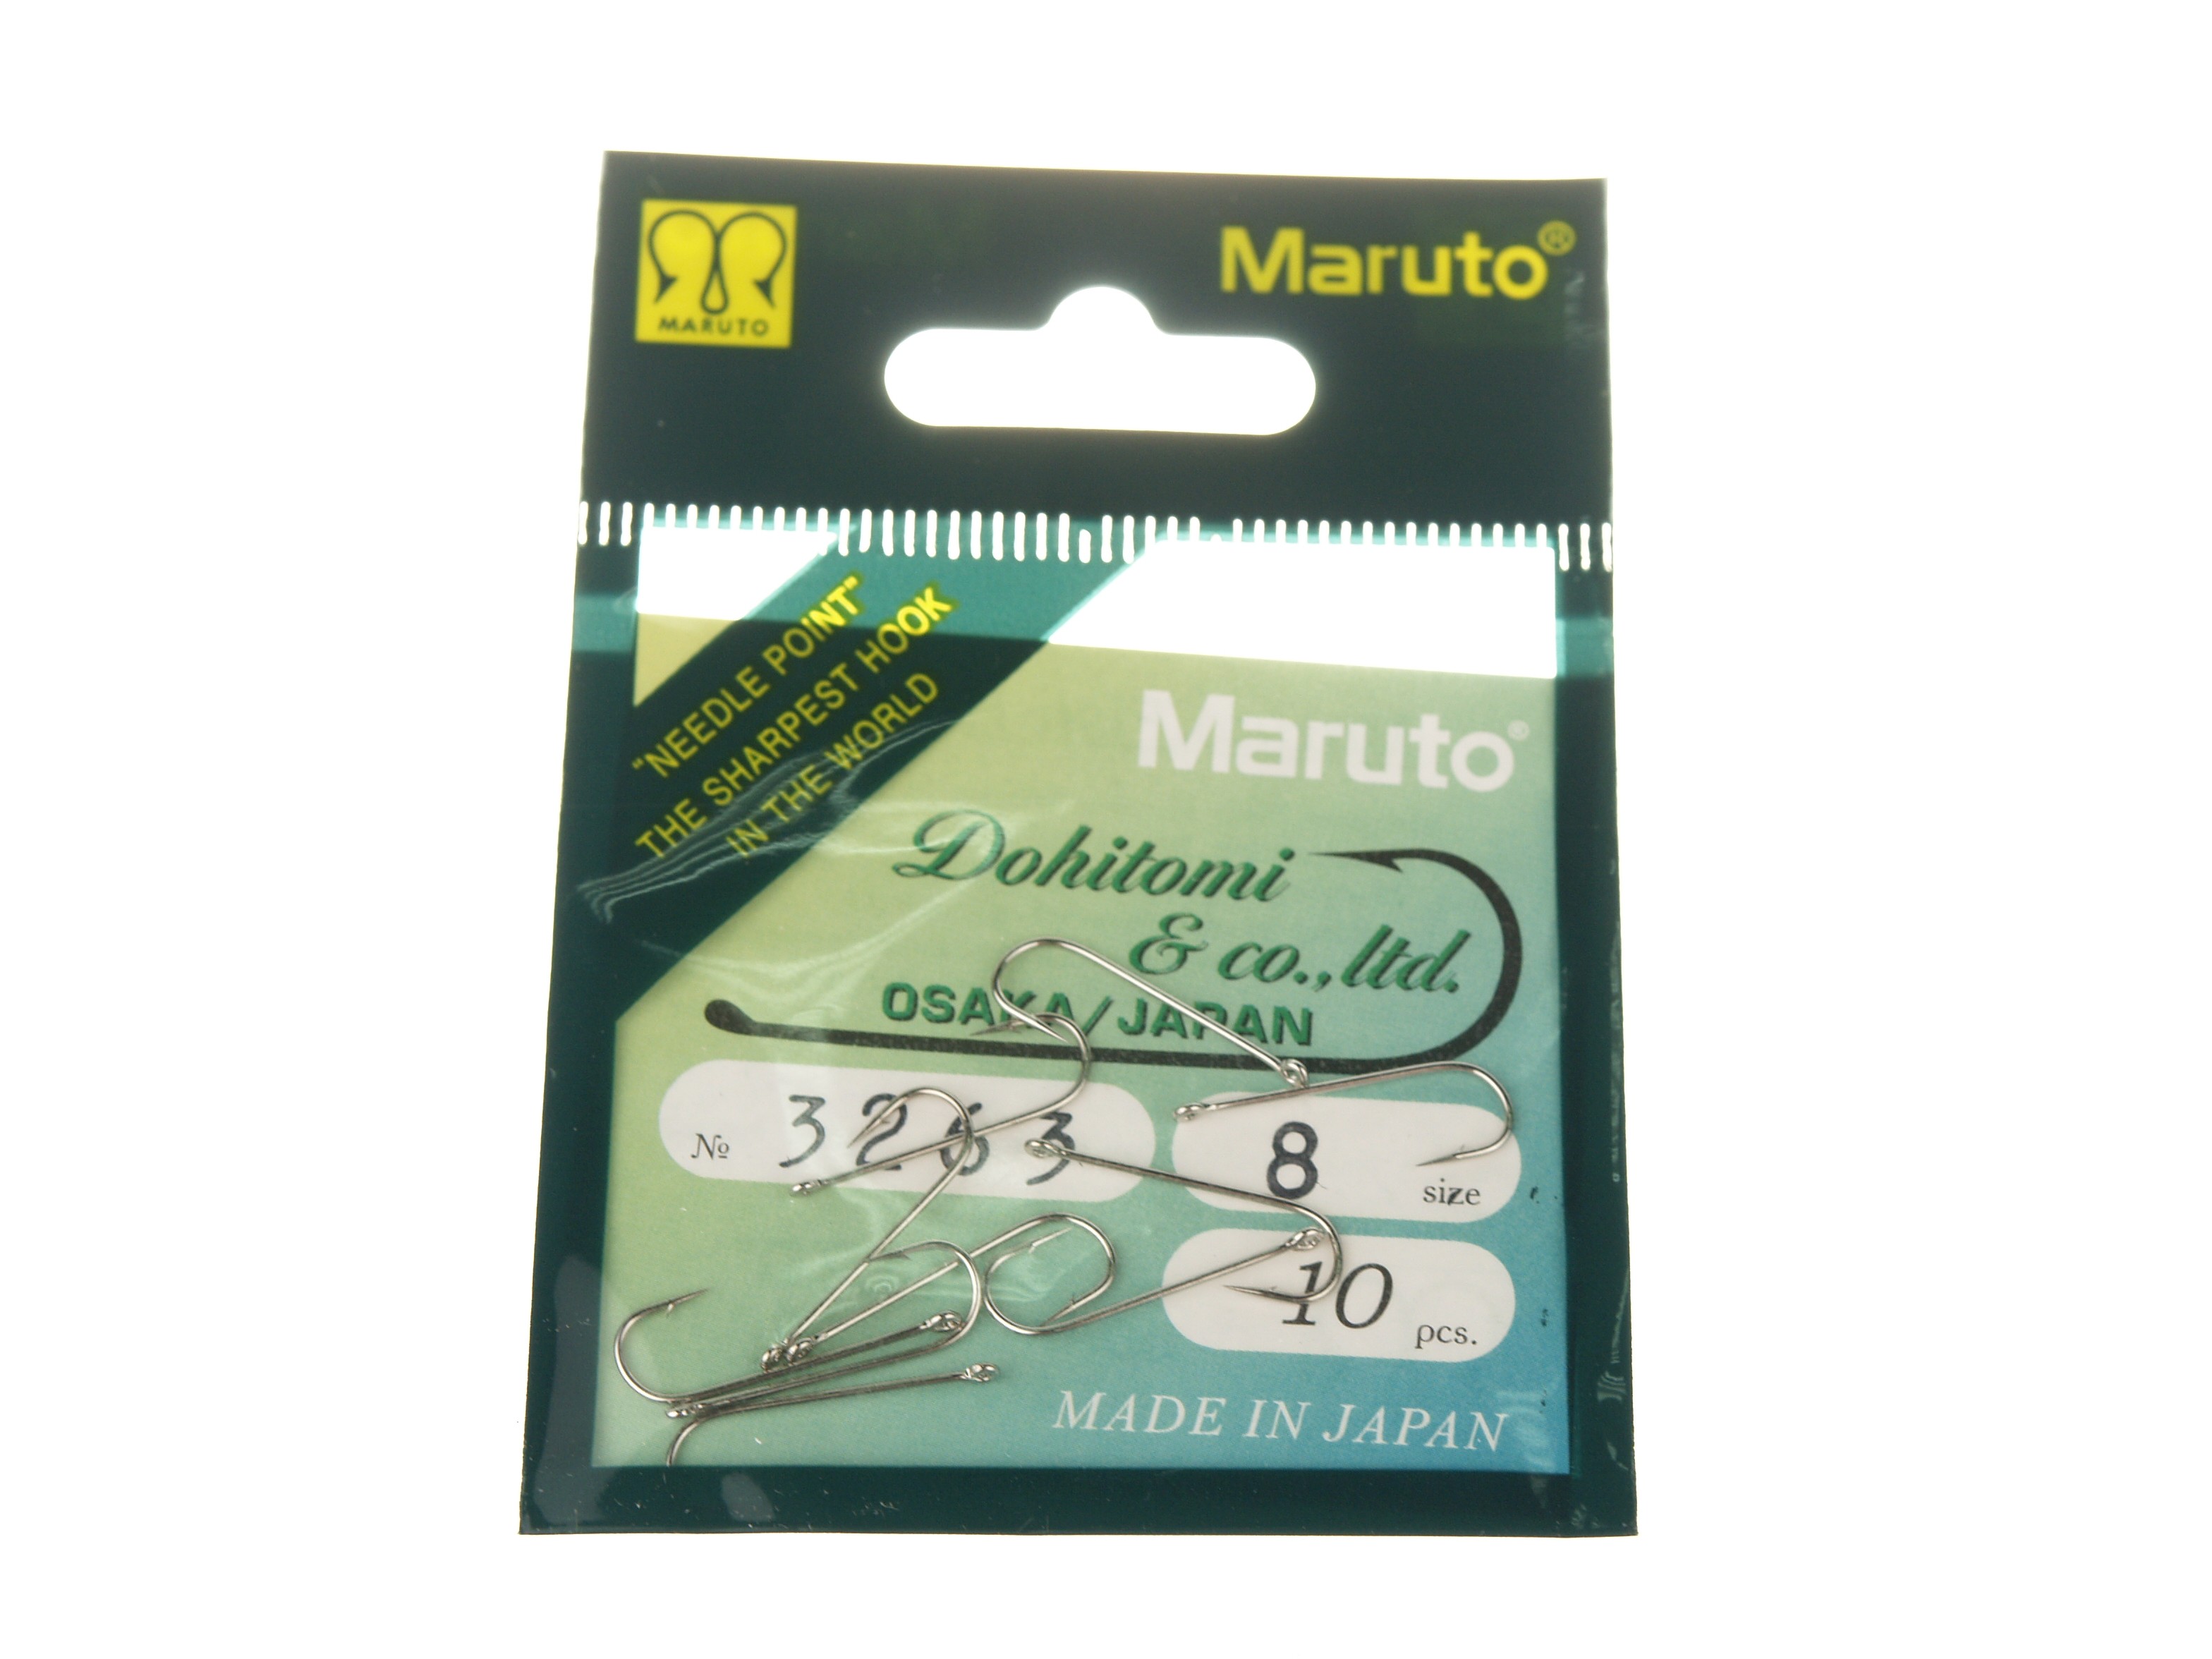 MARUTO
Maruto®
"NEEDLE POINT"
THE SHARPEST HOOK
IN THE WORLD
Maruto®
Dohitomi
& co., ltd.
OSAKA/JAPAN
№ 3263
8 size
10 pcs.
MADE IN JAPAN